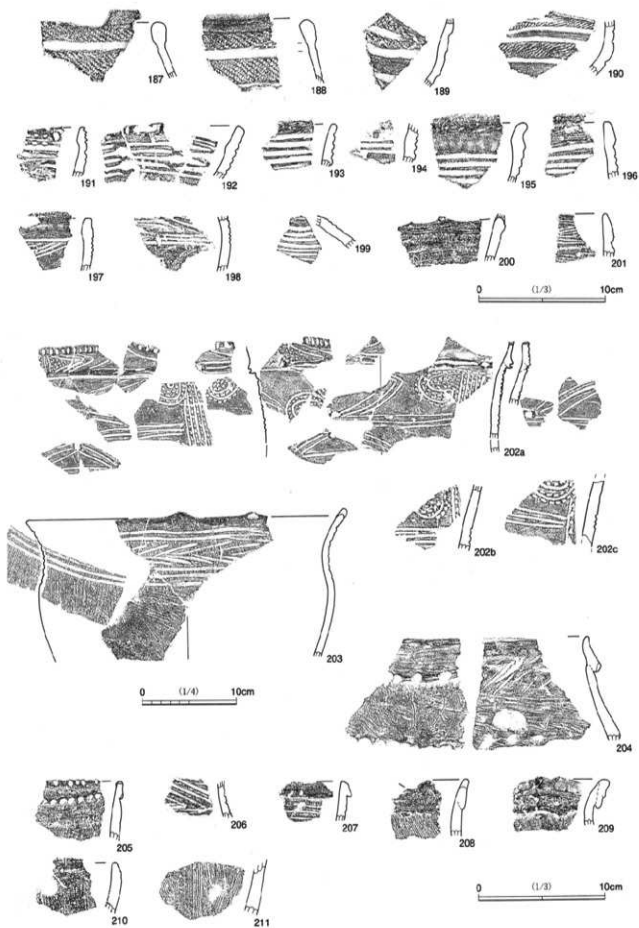 187 188 189 190
191 192 193 194 195 196
197 198 199 200 201
0 (1/3) 10cm
202a
202b 202c
203
0 (1/4) 10cm
204
205 206 207 208 209
210 211
0 (1/3) 10cm